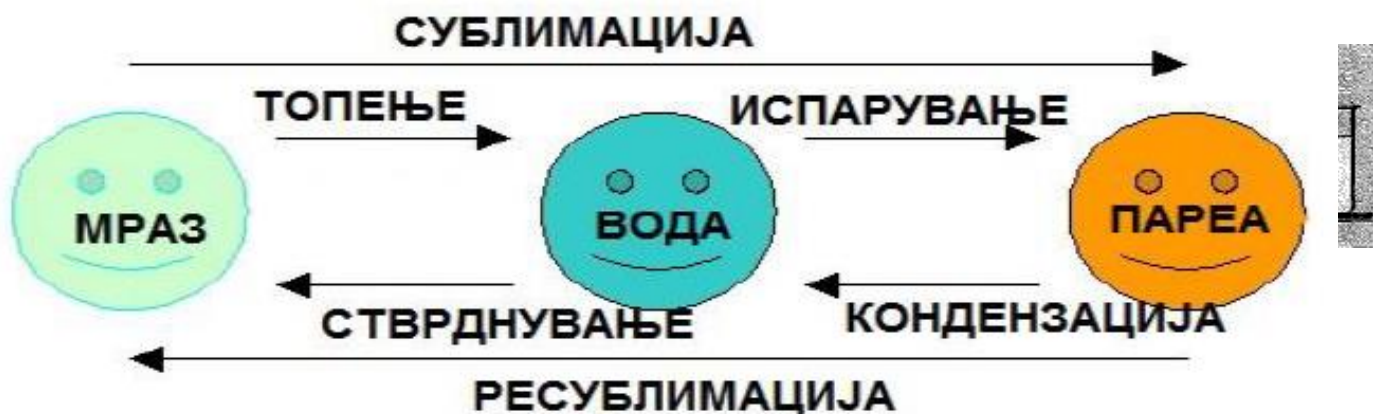 СУБЛИМАЦИЈА
ТОПЕЊЕ
ИСПАРУВАЊЕ
МРАЗ
ВОДА
ПАРЕА
СТВРДНУВАЊЕ
КОНДЕНЗАЦИЈА
РЕСУБЛИМАЦИЈА